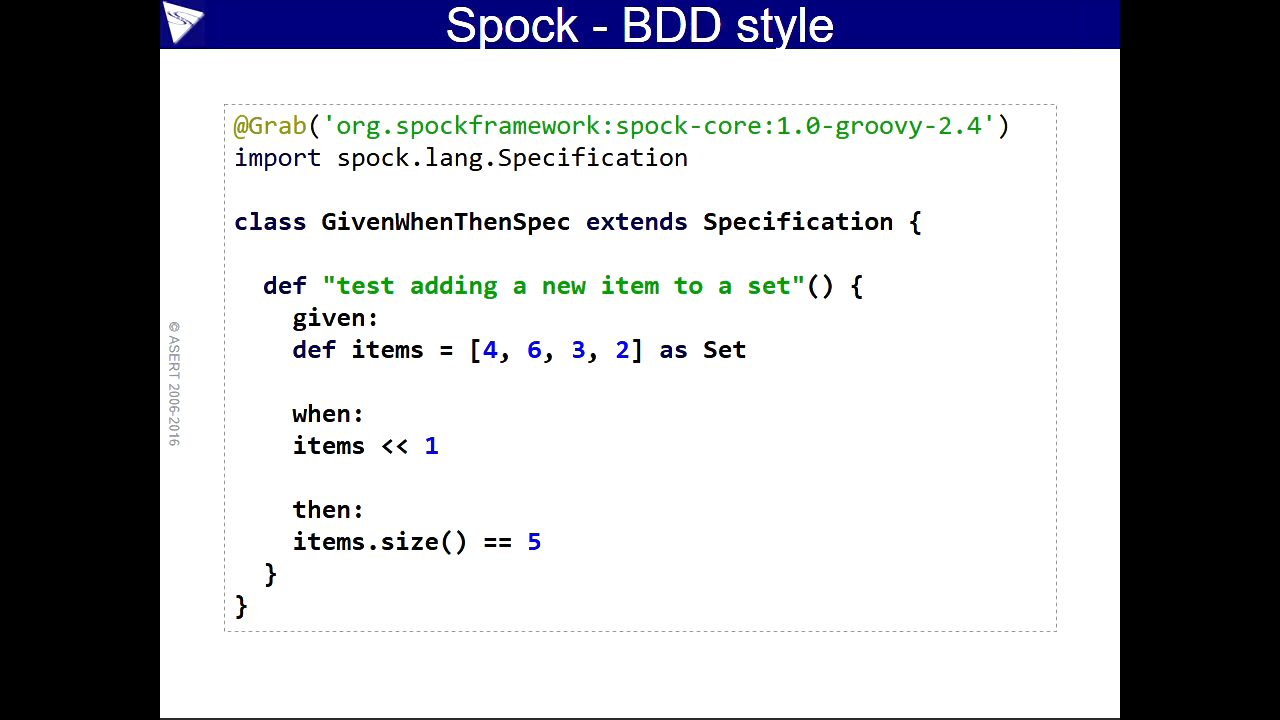 Spock - BDD style
@Grab('org.spockframework:spock-core:1.0-groovy-2.4')
import spock.lang.Specification
class GivenWhenThenSpec extends Specification {
def "test adding a new item to a set"() {
given:
def items = [4, 6, 3, 2] as Set
when:
items << 1
then:
items.size() == 5
}
}
© ASERT 2006-2016